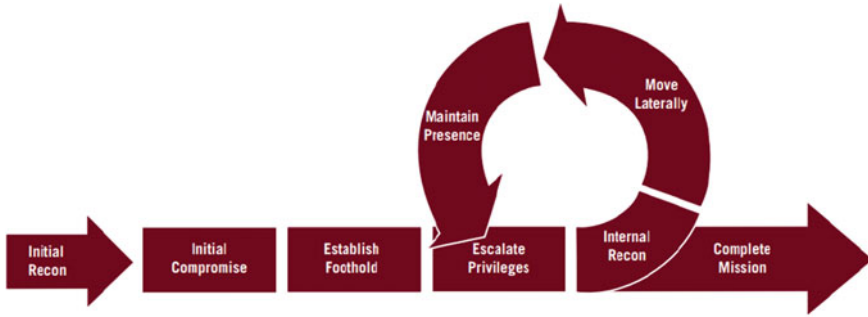 Initial
Recon
Initial
Compromise
Establish
Foothold
Escalate
Privileges
Internal
Recon
Move
Laterally
Maintain
Presence
Complete
Mission